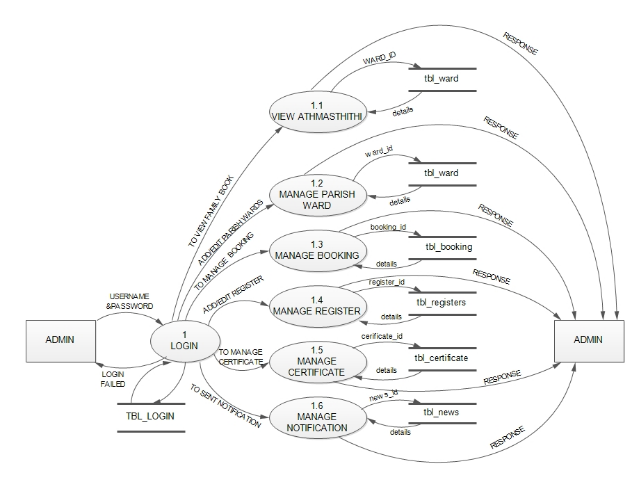 RESPONSE
WARD_ID
tbl_ward
1.1
VIEW ATHMASTHITHI
details
RESPONSE
TO VIEW FAMILY BOOK
ward_id
tbl_ward
1.2
MANAGE PARISH
WARD
details
ADD/EDIT PARISH WARDS
RESPONSE
booking_id
1.3
MANAGE BOOKING
tbl_booking
TO MANAGE BOOKING
details
RESPONSE
register_id
1.4
MANAGE REGISTER
tbl_registers
ADD/EDIT REGISTER
details
USERNAME
&PASSWORD
ADMIN
1
LOGIN
ADMIN
cerificate_id
1.5
MANAGE
CERTIFICATE
tbl_certificate
TO MANAGE
CERTIFICATE
details
RESPONSE
LOGIN
FAILED
TO SENT NOTIFICATION
news_id
1.6
MANAGE
NOTIFICATION
tbl_news
details
TBL_LOGIN
RESPONSE